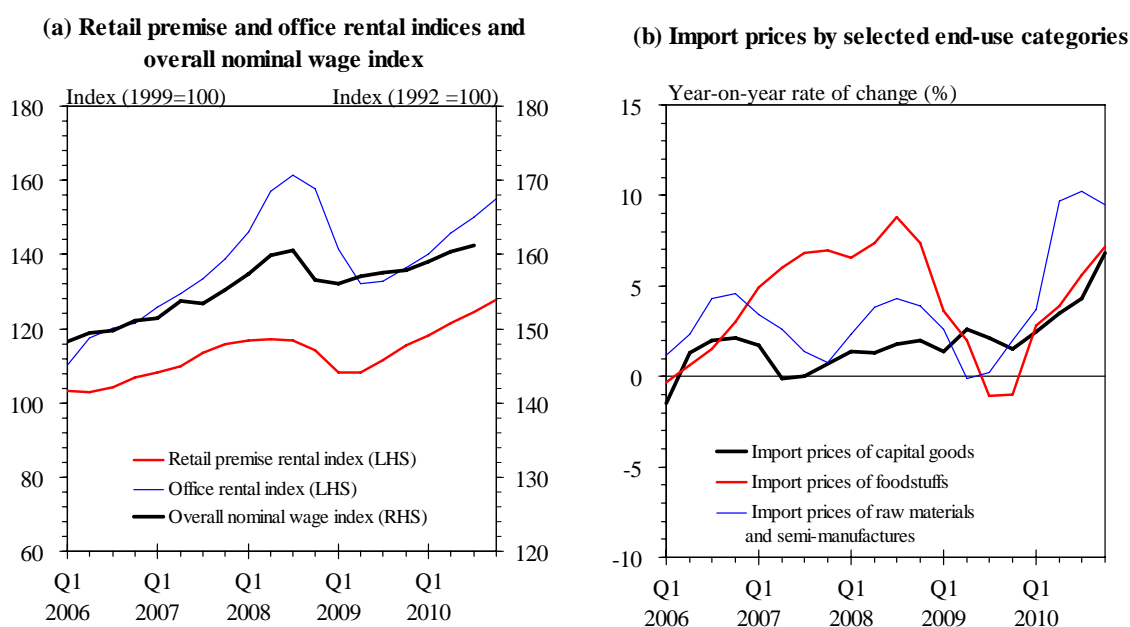 (a) Retail premise and office rental indices and
overall nominal wage index
Index (1999=100)
Index (1992 =100)
180
160
140
120
100
80
60
180
170
160
150
140
130
120
Retail premise rental index (LHS)
Office rental index (LHS)
Overall nominal wage index (RHS)
Q1 Q1 Q1 Q1 Q1
2006 2007 2008 2009 2010
(b) Import prices by selected end-use categories
Year-on-year rate of change (%)
15
10
5
0
-5
-10
Import prices of capital goods
Import prices of foodstuffs
Import prices of raw materials
and semi-manufactures
Q1 Q1 Q1 Q1 Q1
2006 2007 2008 2009 2010